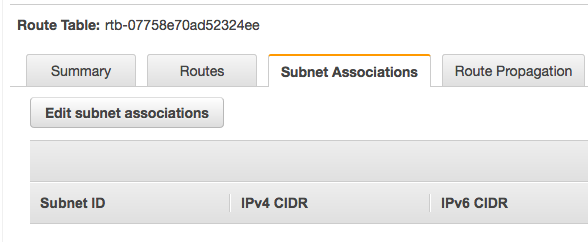 Route Table: rtb-07758e70ad52324ee
Summary Routes Subnet Associations Route Propagation
Edit subnet associations
Subnet ID IPv4 CIDR IPv6 CIDR